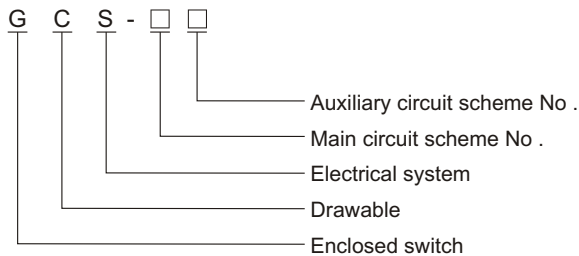 G C S - □ □
Auxiliary circuit scheme No .
Main circuit scheme No .
Electrical system
Drawable
Enclosed switch